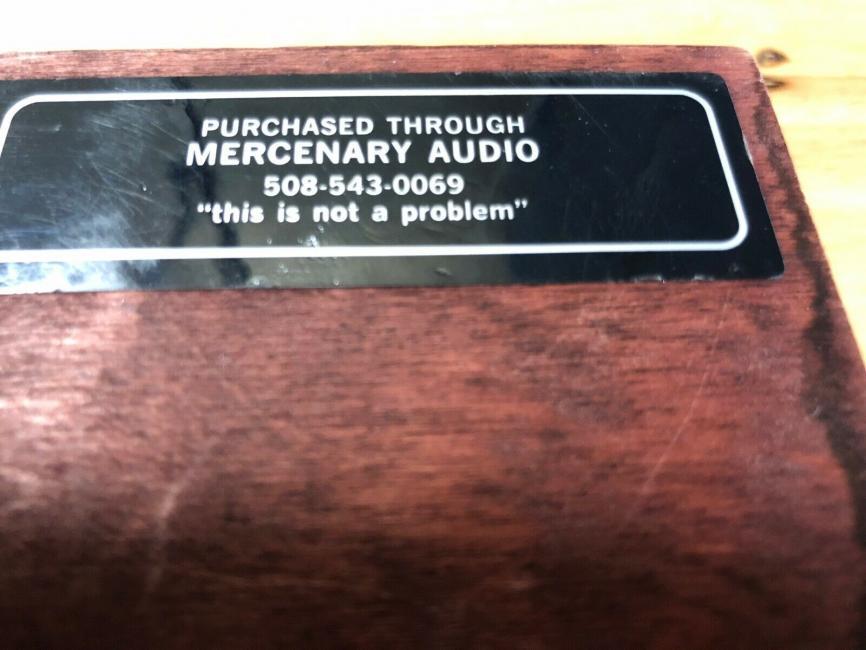 PURCHASED THROUGH
MERCENARY AUDIO
508-543-0069
“this is not a problem”